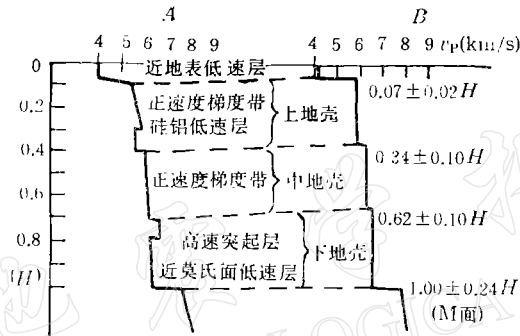 A B
4 5 6 7 8 9 4 5 6 7 8 9 vP(km/s)
0 近地表低速层
0.07±0.02H
0.2 正速度梯度带 上地壳
硅铝低速层
0.4 0.34±0.10H
正速度梯度带 中地壳
0.6 0.62±0.10H
0.8 高速突起层 下地壳
(H) 近莫氏面低速层
1.00±0.24H
(M面)